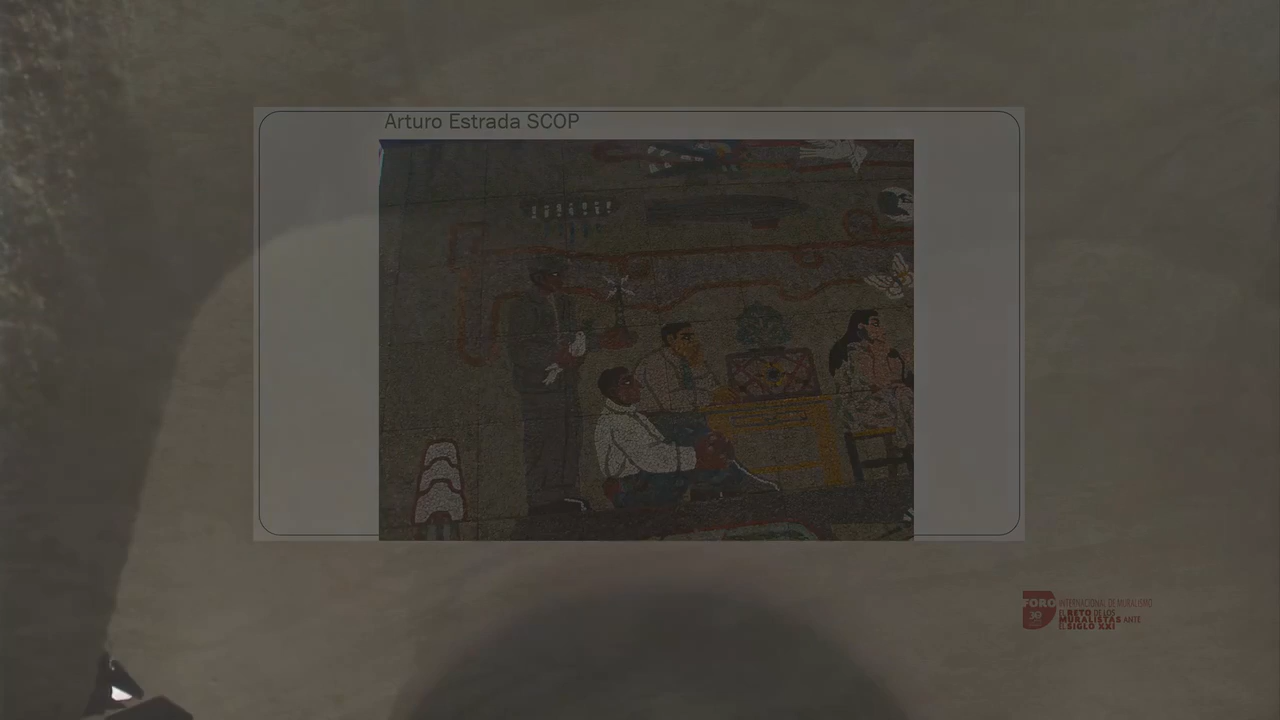 Arturo Estrada SCOP
FORO
INTERNACIONAL DE MURALISMO
EL RETO DE LOS
MURALISTAS ANTE
EL SIGLO XXI